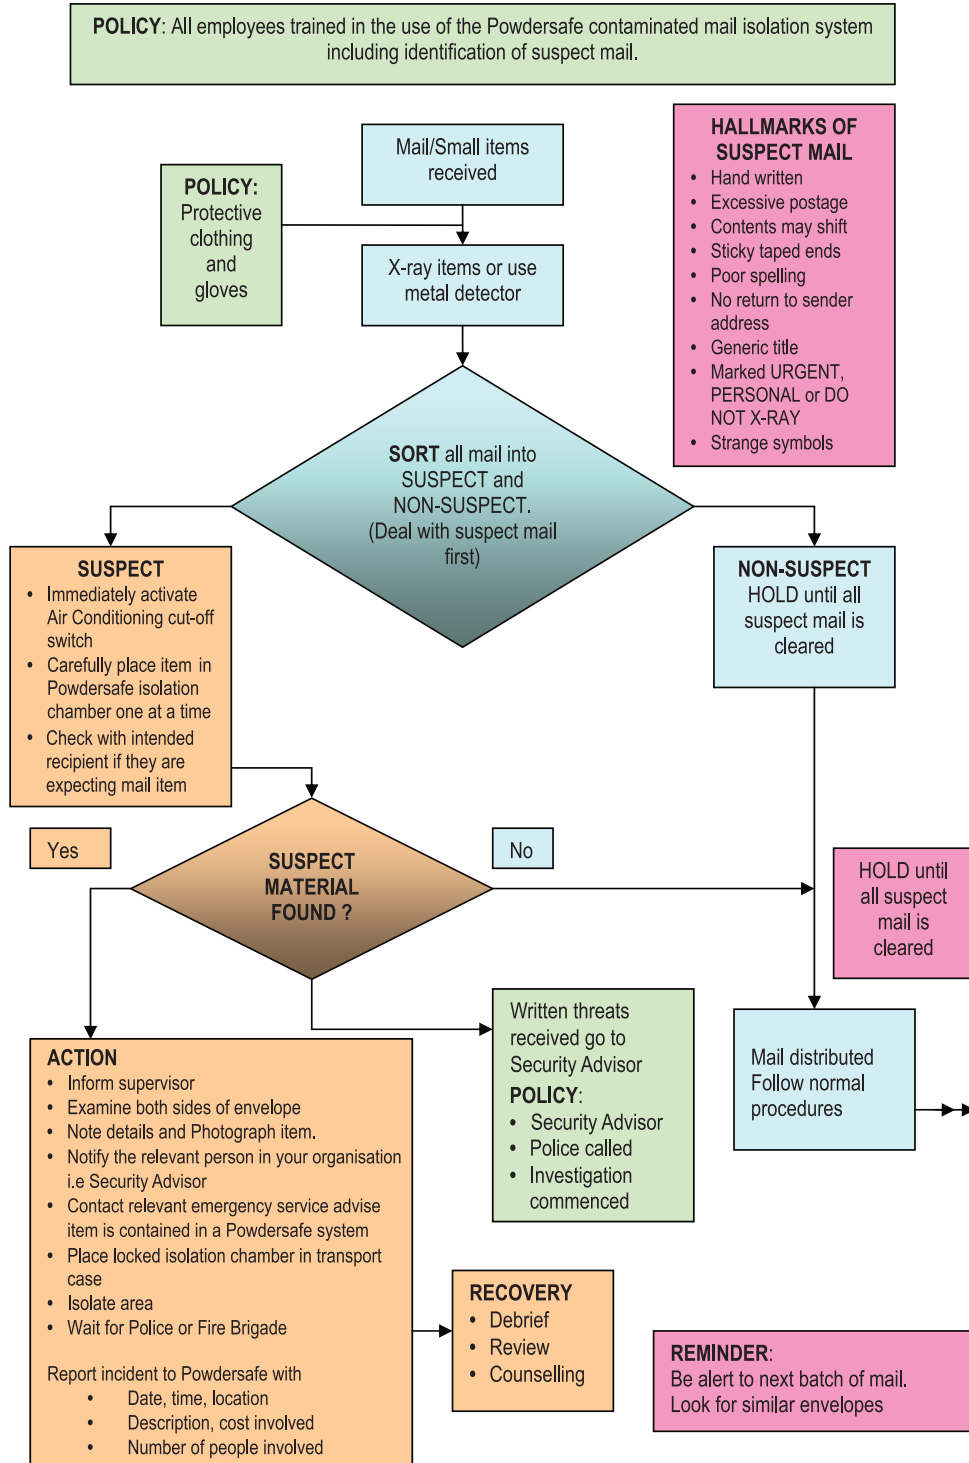 POLICY: All employees trained in the use of the Powdersafe contaminated mail isolation system
including identification of suspect mail.
Mail/Small items
received
POLICY:
Protective
clothing
and
gloves
X-ray items or use
metal detector
HALLMARKS OF
SUSPECT MAIL
• Hand written
• Excessive postage
• Contents may shift
• Sticky taped ends
• Poor spelling
• No return to sender
address
• Generic title
• Marked URGENT,
PERSONAL or DO
NOT X-RAY
• Strange symbols
SORT all mail into
SUSPECT and
NON-SUSPECT.
(Deal with suspect mail
first)
SUSPECT
• Immediately activate
Air Conditioning cut-off
switch
• Carefully place item in
Powdersafe isolation
chamber one at a time
• Check with intended
recipient if they are
expecting mail item
NON-SUSPECT
HOLD until all
suspect mail is
cleared
Yes
SUSPECT
MATERIAL
FOUND ?
No
HOLD until
all suspect
mail is
cleared
ACTION
• Inform supervisor
• Examine both sides of envelope
• Note details and Photograph item.
• Notify the relevant person in your organisation
i.e Security Advisor
• Contact relevant emergency service advise
item is contained in a Powdersafe system
• Place locked isolation chamber in transport
case
• Isolate area
• Wait for Police or Fire Brigade
Report incident to Powdersafe with
• Date, time, location
• Description, cost involved
• Number of people involved
Written threats
received go to
Security Advisor
POLICY:
• Security Advisor
• Police called
• Investigation
commenced
Mail distributed
Follow normal
procedures
RECOVERY
• Debrief
• Review
• Counselling
REMINDER:
Be alert to next batch of mail.
Look for similar envelopes